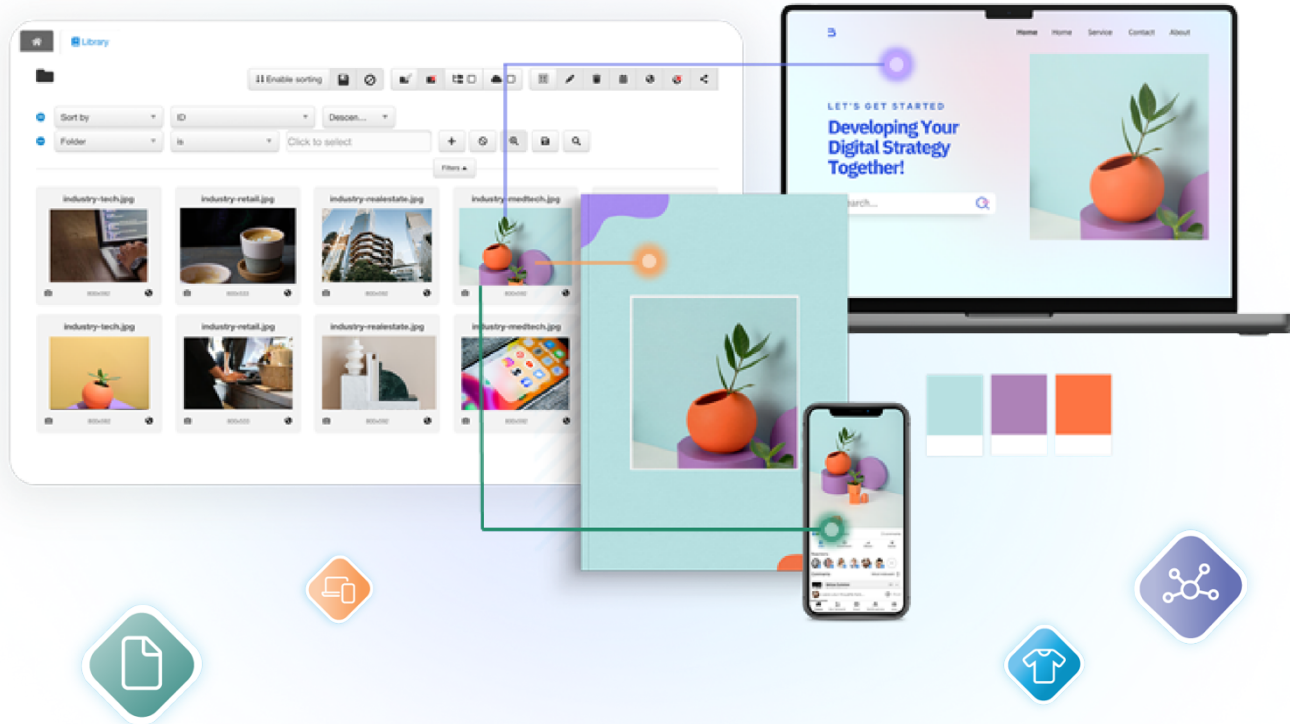 Library
Enable sorting
Sort by
ID
Descen...
Folder
is
Click to select
Filters
industry-tech.jpg
industry-retail.jpg
industry-realestate.jpg
industry-medtech.jpg
industry-tech.jpg
industry-retail.jpg
industry-realestate.jpg
industry-medtech.jpg
Home Home Service Contact About
LET'S GET STARTED
Developing Your
Digital Strategy
Together!
earch...